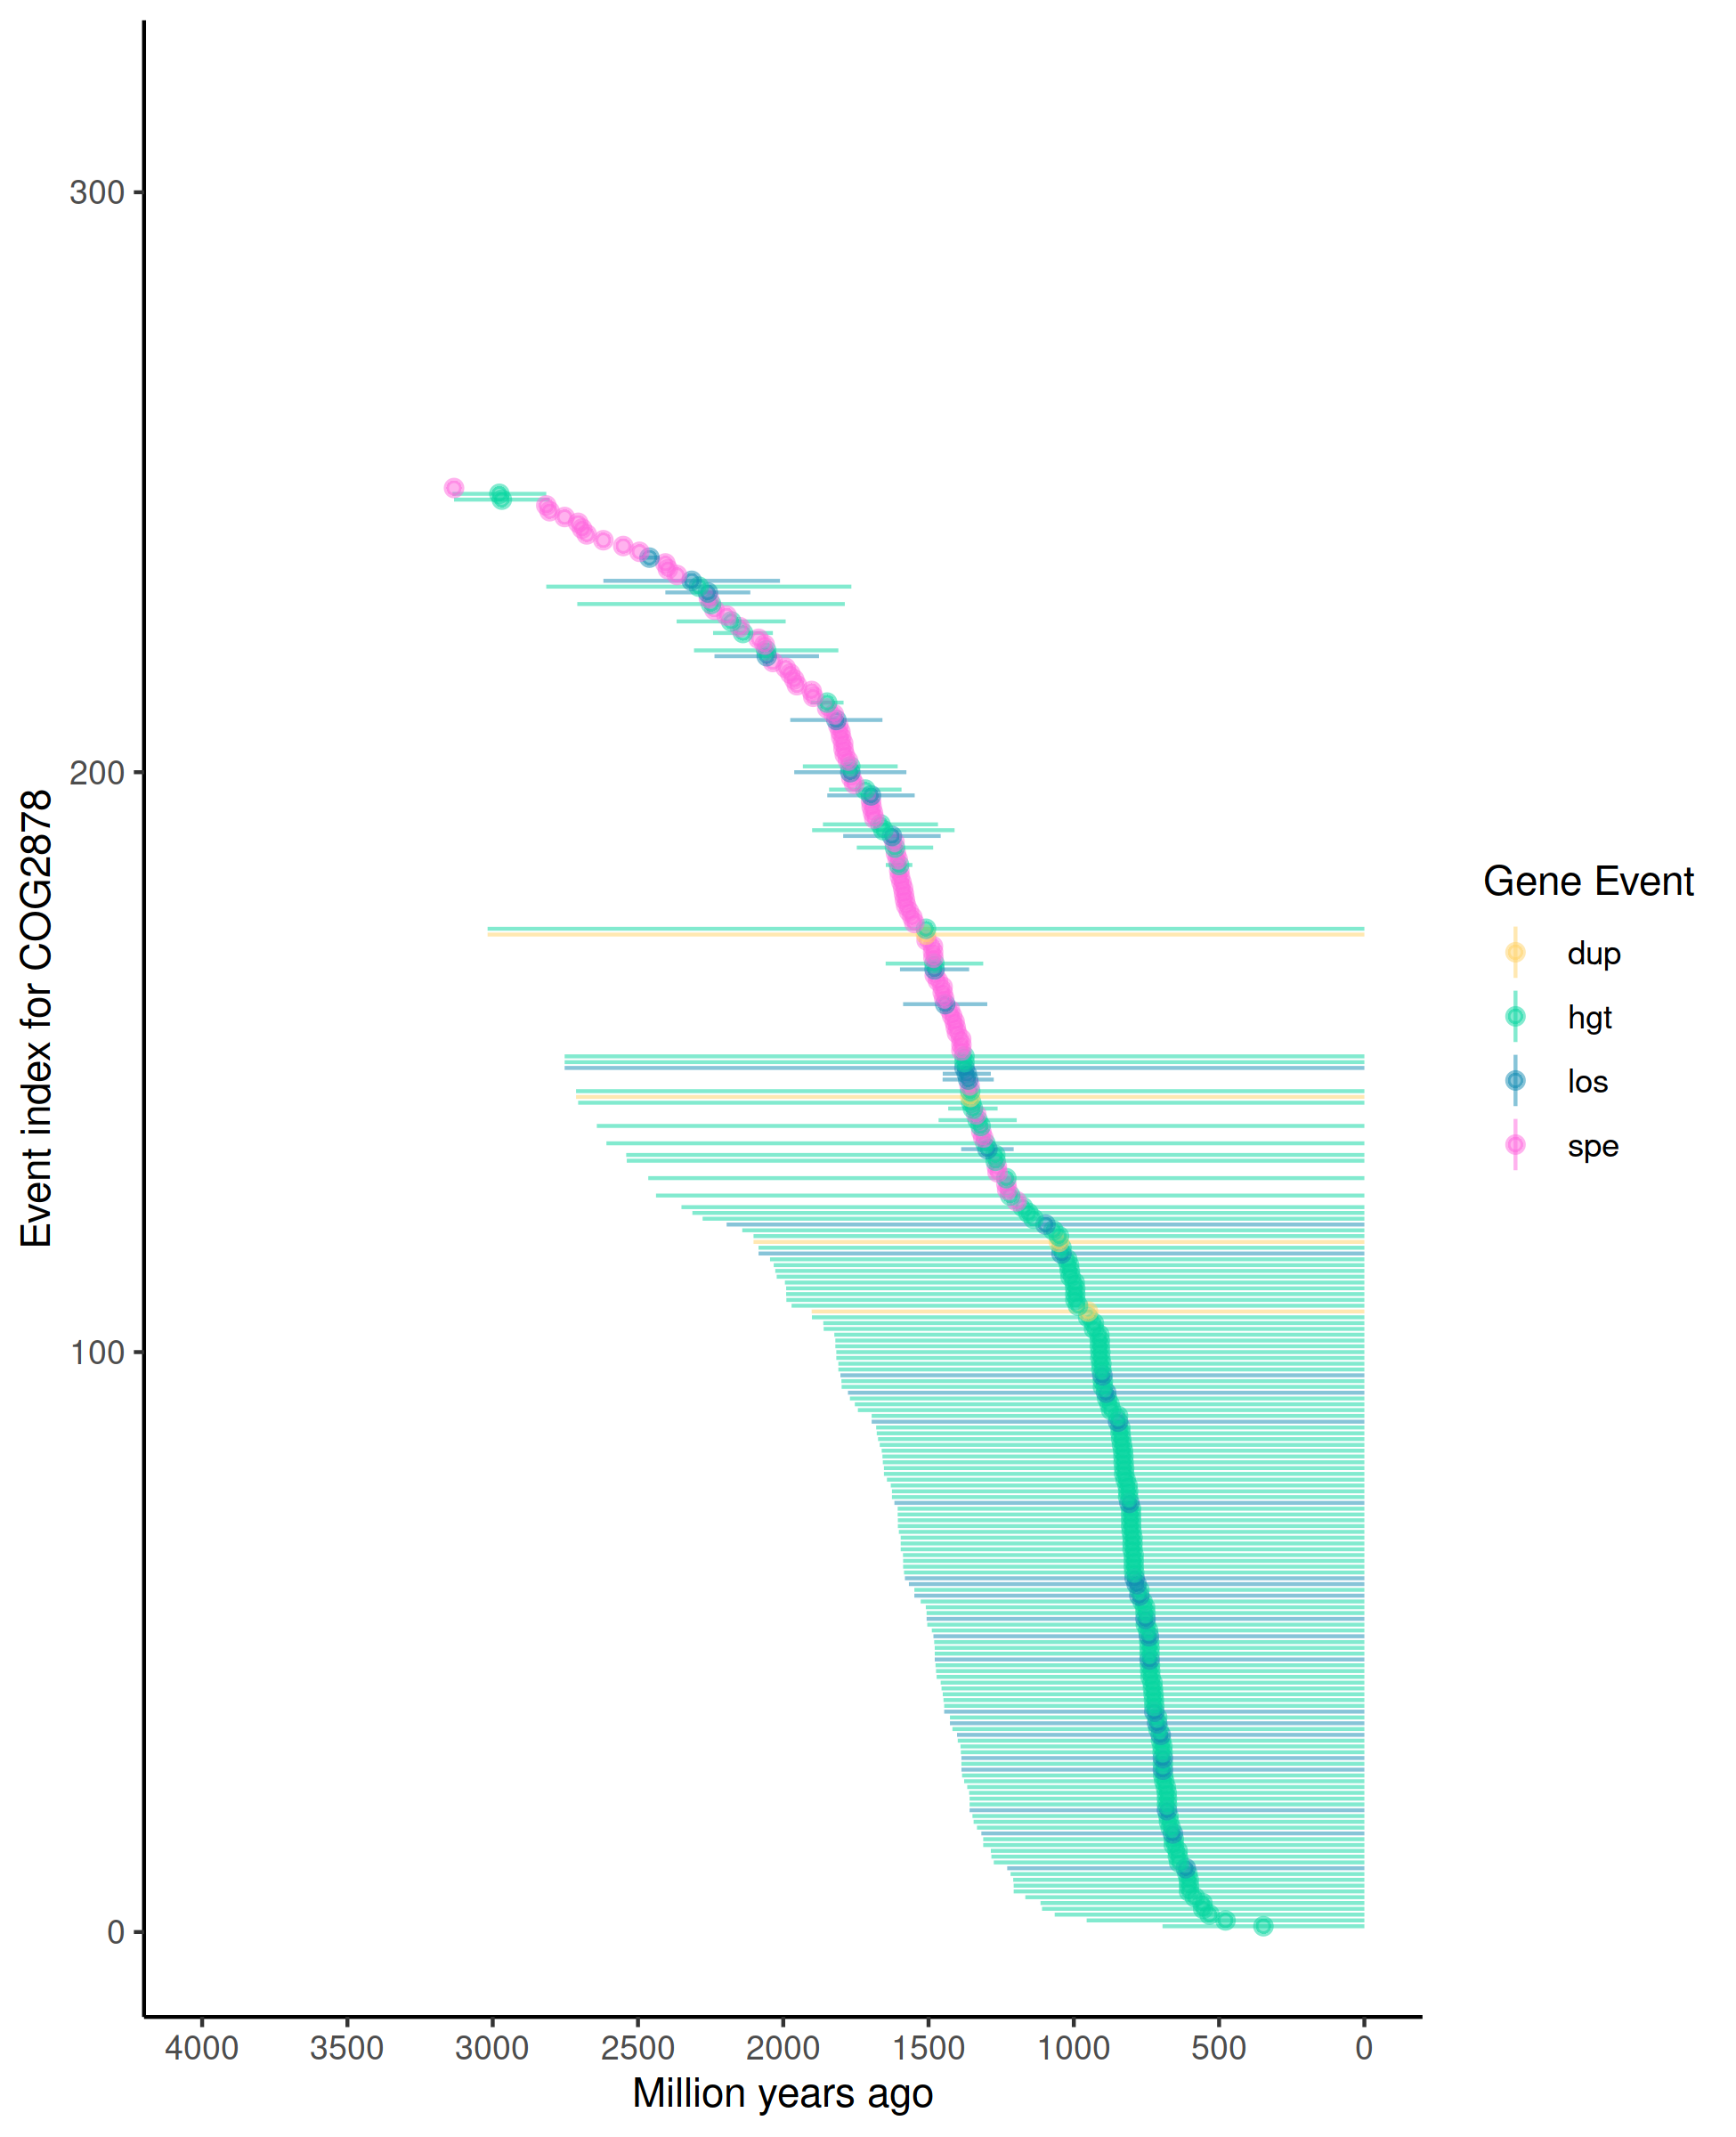 Event index for COG2878
300
200
100
0
4000 3500 3000 2500 2000 1500 1000 500 0
Million years ago
Gene Event
dup
hgt
los
spe